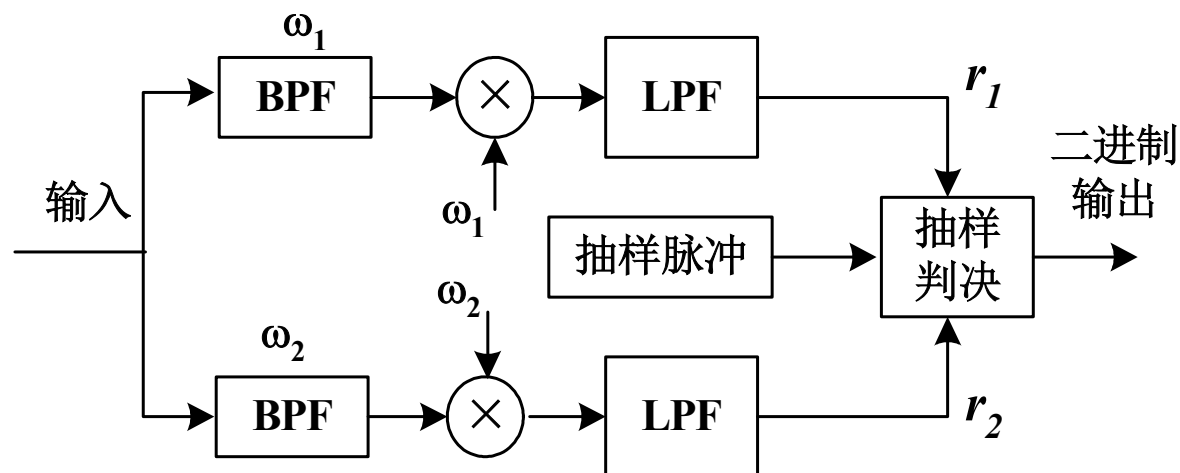 ω₁
BPF
LPF
r₁
二进制
输出
输入
ω₁
抽样脉冲
抽样
判决
ω₂
ω₂
BPF
LPF
r₂